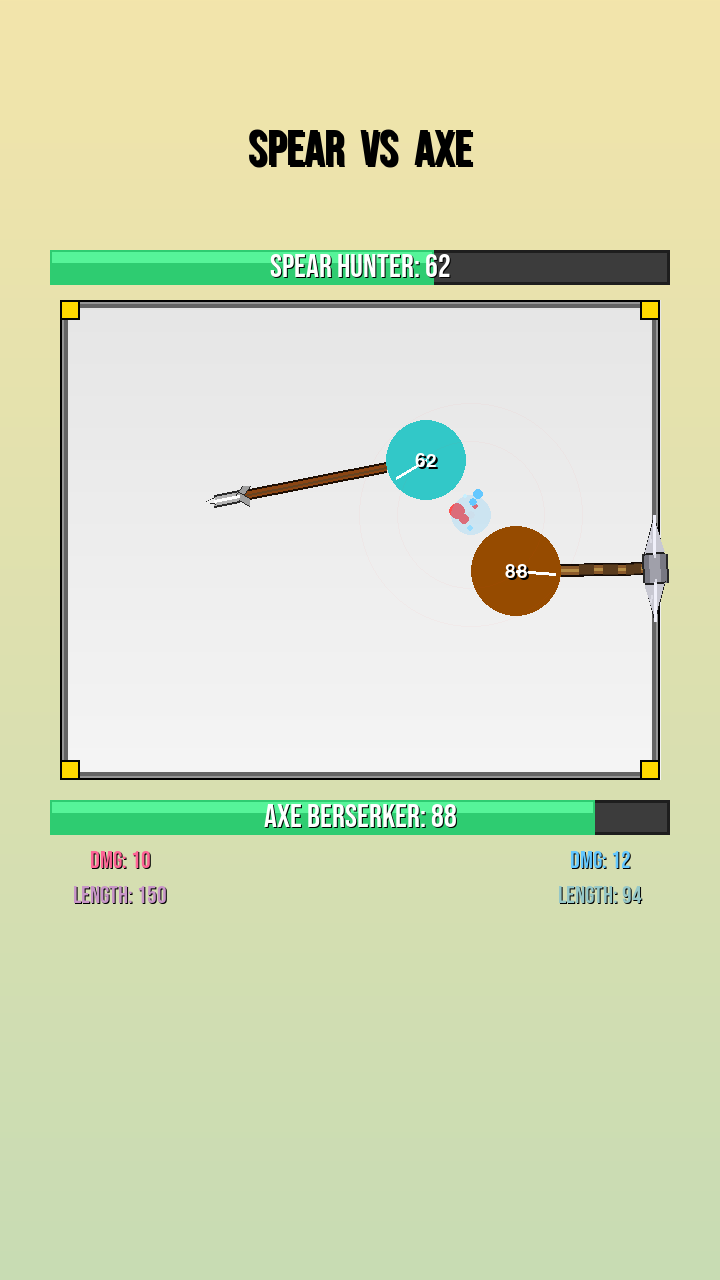 SPEAR VS AXE
SPEAR HUNTER: 62
62
88
AXE BERSERKER: 88
DMG: 10
DMG: 12
LENGTH: 150
LENGTH: 94